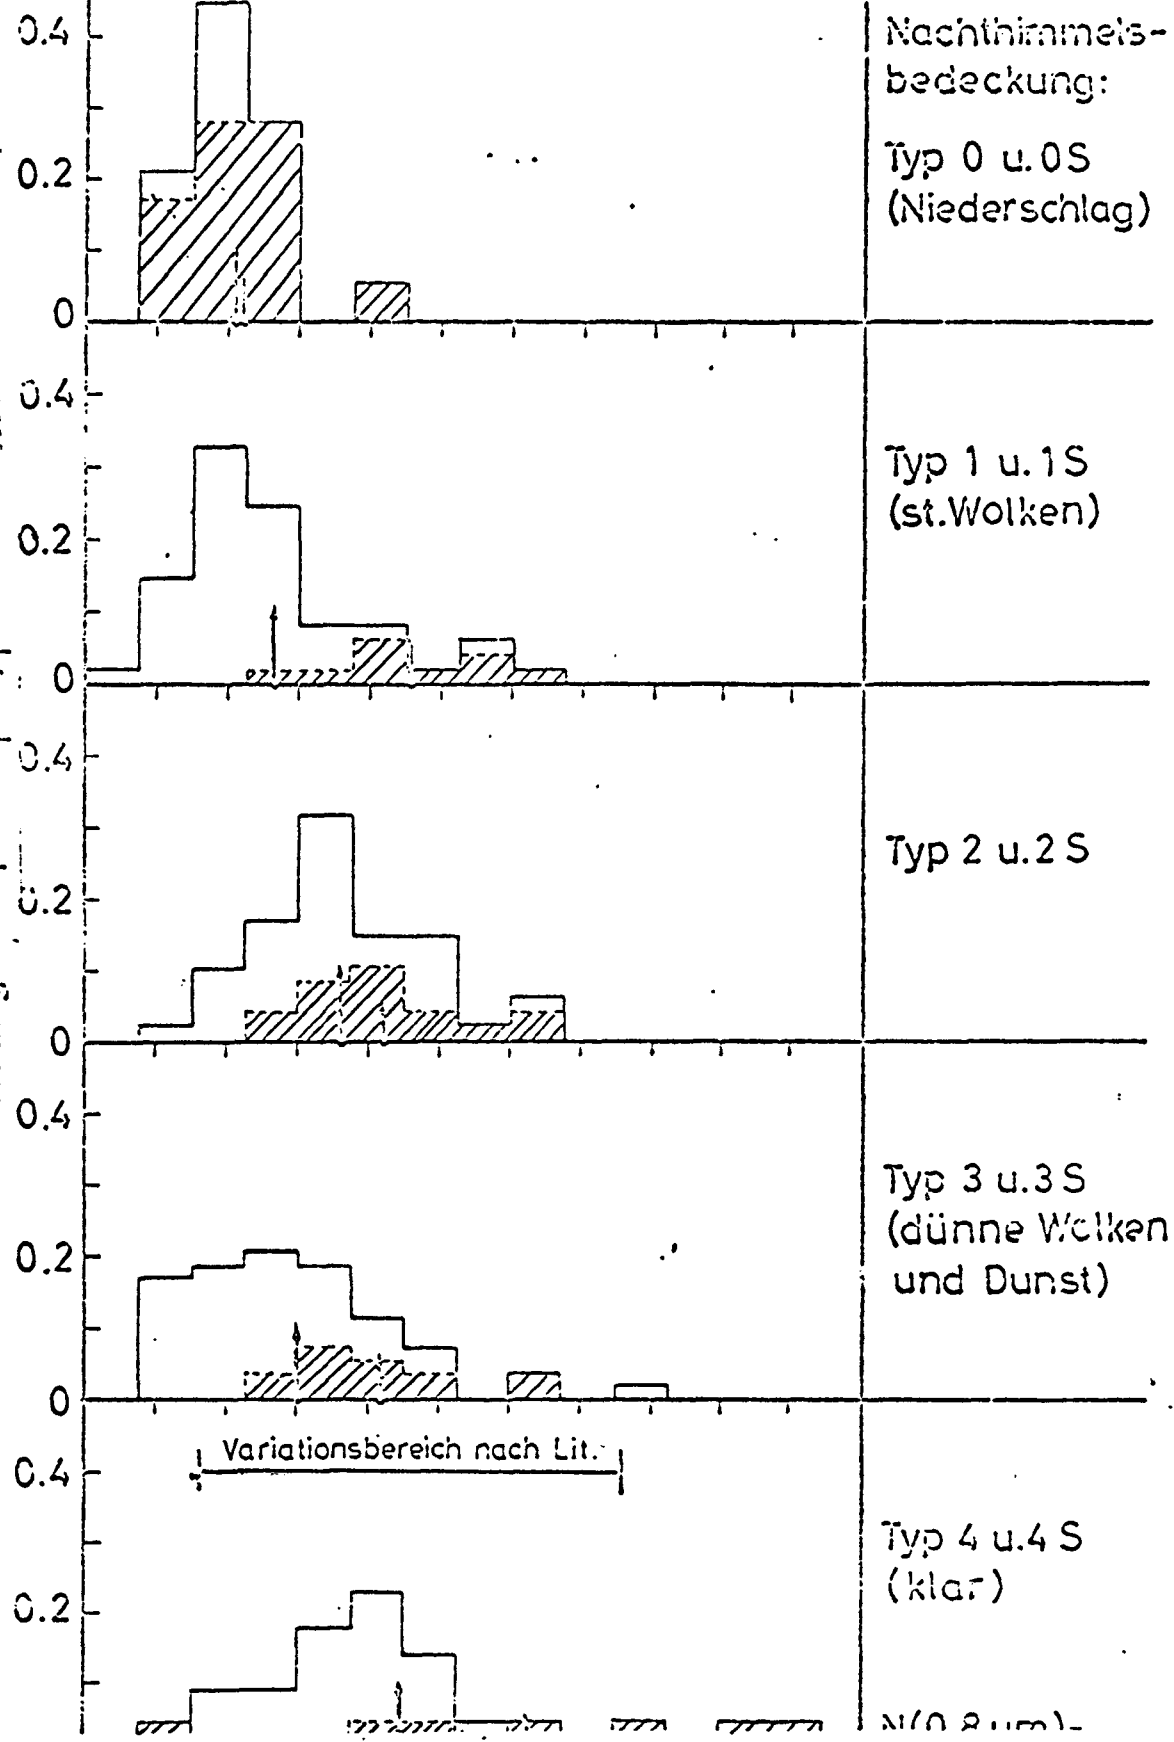 0.4
0.2
0
Nachthimmels-
bedeckung:
Typ 0 u. 0S
(Niederschlag)
0.4
0.2
0
Typ 1 u. 1S
(st.Wolken)
0.4
0.2
0
Typ 2 u. 2S
0.4
0.2
0
Typ 3 u. 3S
(dünne Wolken
und Dunst)
Variationsbereich nach Lit.
0.4
0.2
Typ 4 u. 4S
(klar)